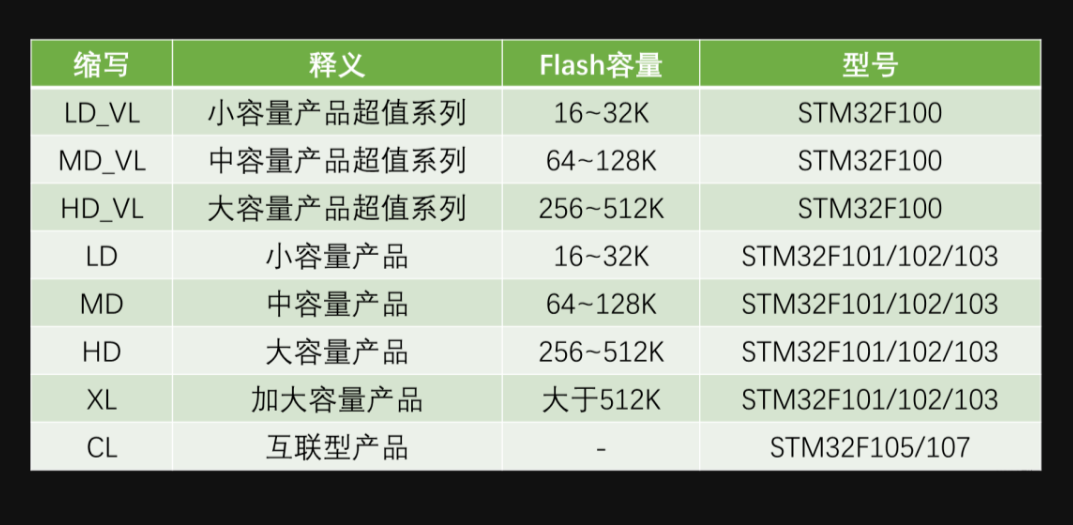 缩写 释义 Flash容量 型号
LD_VL 小容量产品超值系列 16~32K STM32F100
MD_VL 中容量产品超值系列 64~128K STM32F100
HD_VL 大容量产品超值系列 256~512K STM32F100
LD 小容量产品 16~32K STM32F101/102/103
MD 中容量产品 64~128K STM32F101/102/103
HD 大容量产品 256~512K STM32F101/102/103
XL 加大容量产品 大于512K STM32F101/102/103
CL 互联型产品 - STM32F105/107